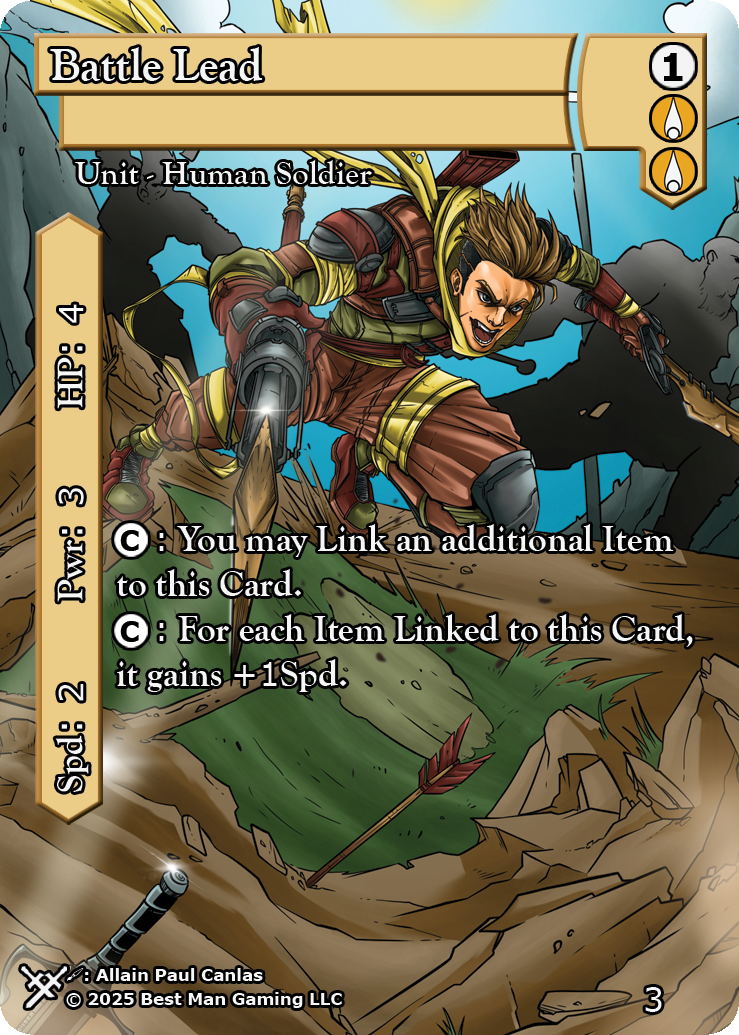 Battle Lead
1
Unit - Human Soldier
HP: 4
Pwr: 3
Spd: 2
C : You may Link an additional Item
to this Card.
C : For each Item Linked to this Card,
it gains +1Spd.
: Allain Paul Canlas
© 2025 Best Man Gaming LLC
3